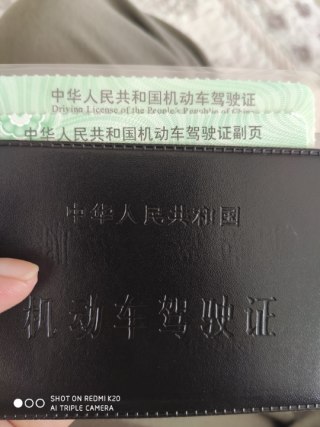 中华人民共和国机动车驾驶证
Driving License of the People's Republic of China
中华人民共和国机动车驾驶证副页
中华人民共和国
机动车驾驶证
SHOT ON REDMI K20
AI TRIPLE CAMERA